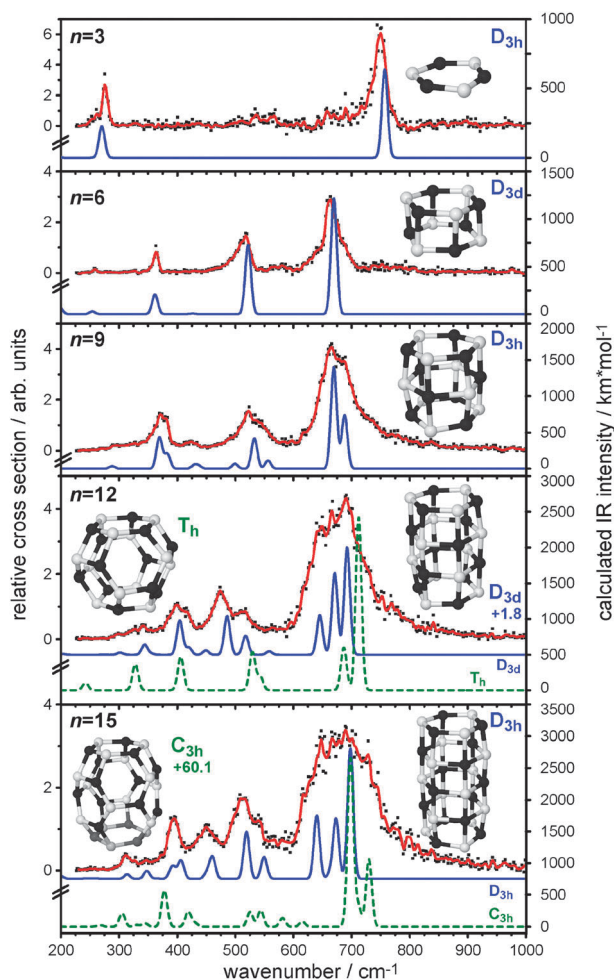 relative cross section / arb. units
calculated IR intensity / km*mol-1
n=3
D3h
6
4
2
0
1000
500
0
n=6
D3d
4
2
0
1500
1000
500
0
n=9
D3h
4
2
0
2000
1500
1000
500
0
n=12
Th
D3d
+1.8
D3d
Th
4
2
0
3000
2500
2000
1500
1000
500
0
n=15
C3h
+60.1
D3h
D3h
C3h
4
2
0
3500
3000
2500
2000
1500
1000
500
0
200 300 400 500 600 700 800 900 1000
wavenumber / cm-1